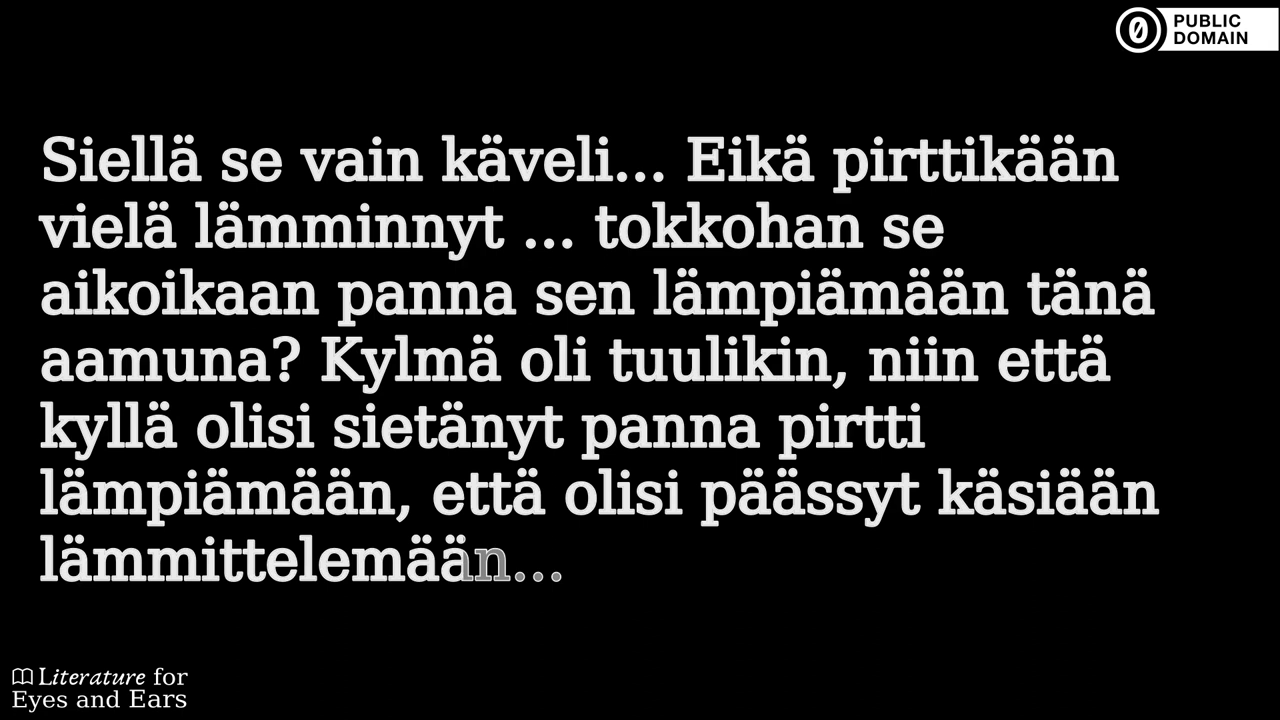 PUBLIC
DOMAIN
Siellä se vain käveli... Eikä pirttikään
vielä lämminnyt ... tokkohan se
aikoikaan panna sen lämpiämään tänä
aamuna? Kylmä oli tuulikin, niin että
kyllä olisi sietänyt panna pirtti
lämpiämään, että olisi päässyt käsiään
lämmittelemään...
Literature for
Eyes and Ears